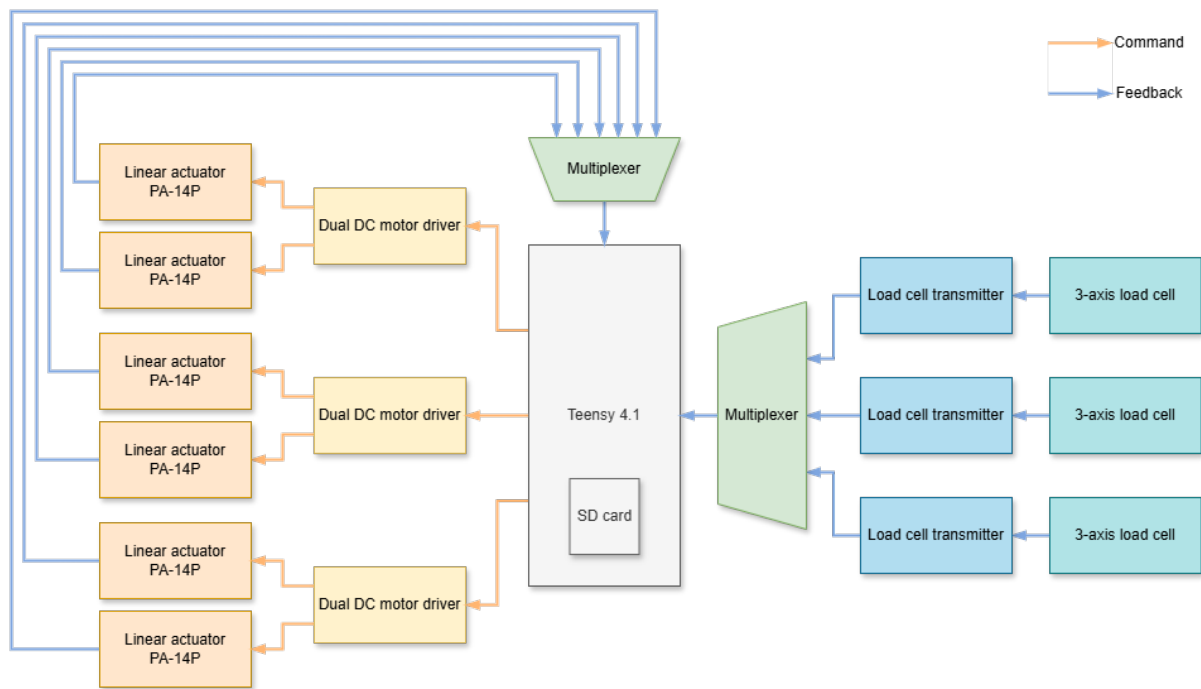 Command
Feedback
Multiplexer
Linear actuator
PA-14P
Dual DC motor driver
Linear actuator
PA-14P
Load cell transmitter
3-axis load cell
Linear actuator
PA-14P
Dual DC motor driver
Teensy 4.1
Multiplexer
Load cell transmitter
3-axis load cell
Linear actuator
PA-14P
SD card
Load cell transmitter
3-axis load cell
Linear actuator
PA-14P
Dual DC motor driver
Linear actuator
PA-14P